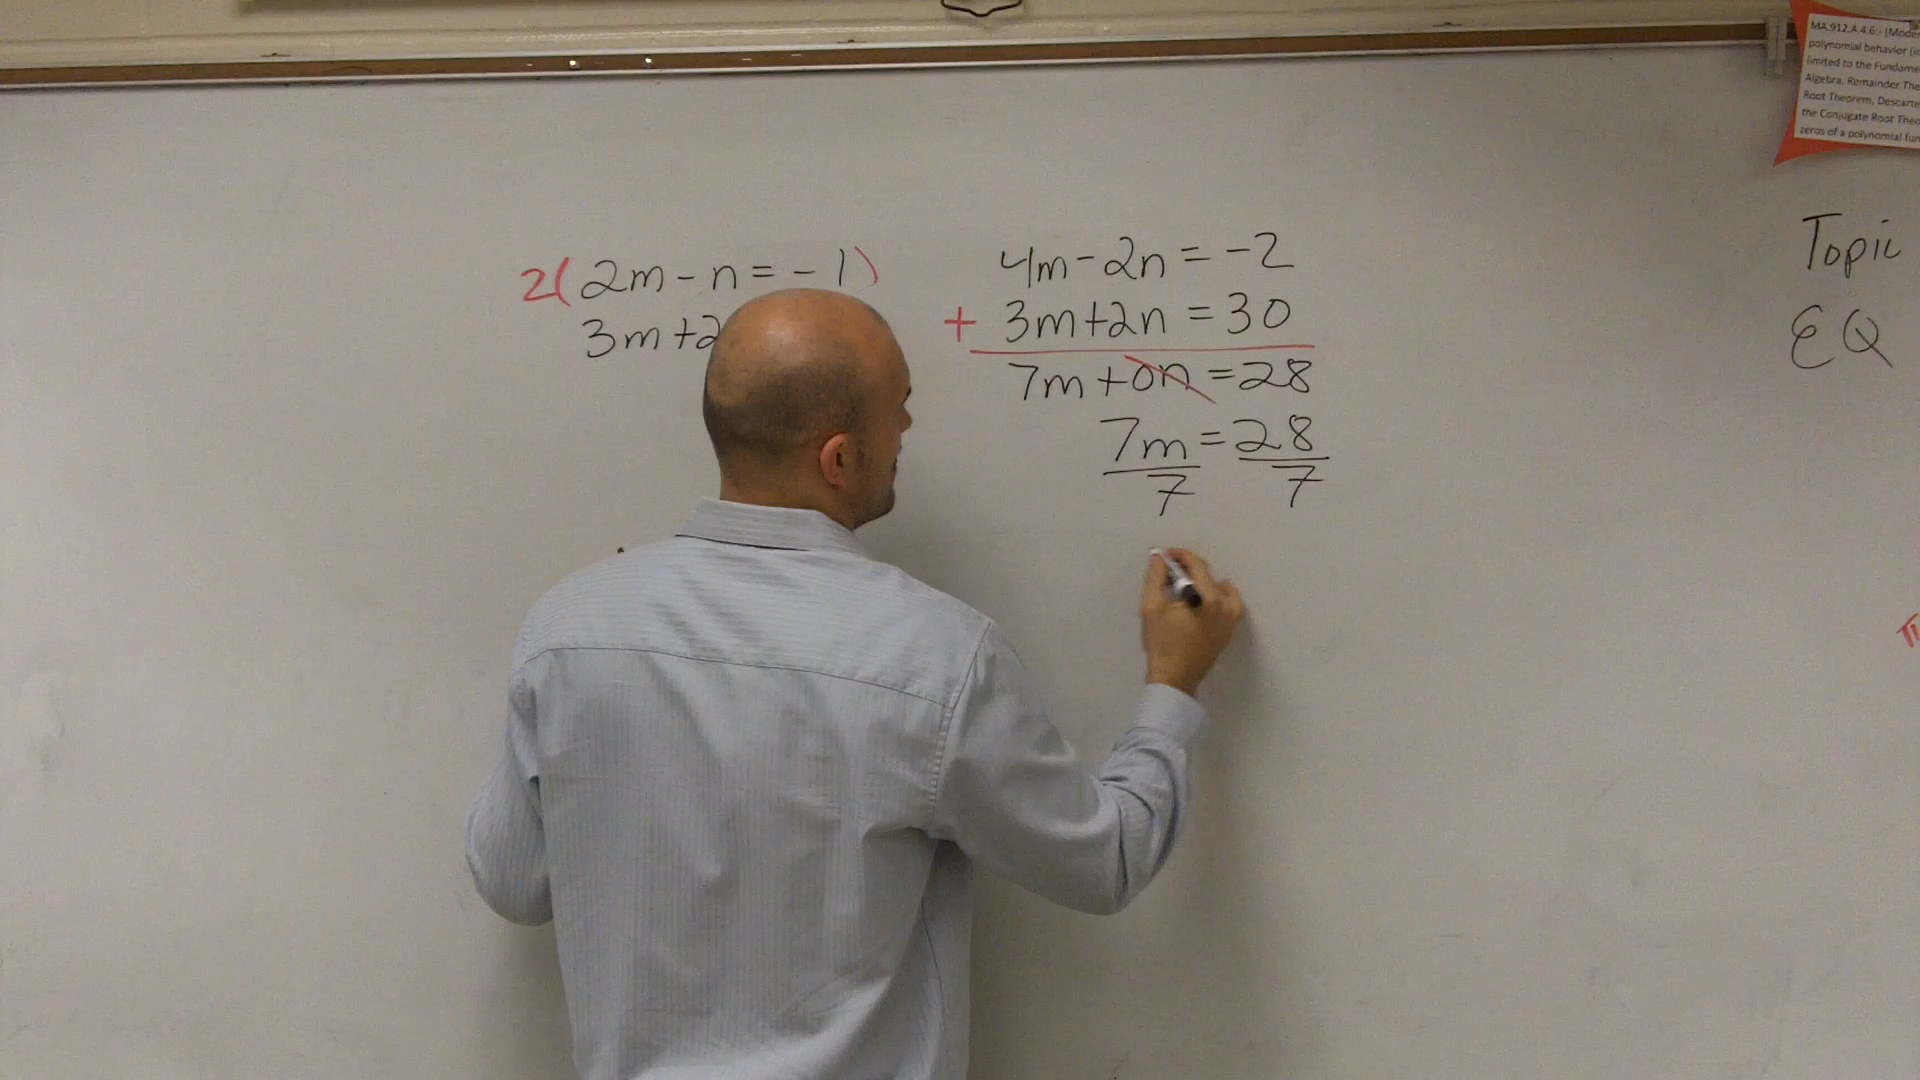 2(2m - n = -1)
3m + 2
4m - 2n = -2
+ 3m + 2n = 30
7m + 0n = 28
7m = 28
7 7
Topic
EQ
MA.912.A.4.6:- (Mode
polynomial behavior (i
limited to the Fundame
Algebra, Remainder The
Root Theorem, Descarte
the Conjugate Root Theo
zeros of a polynomial fun